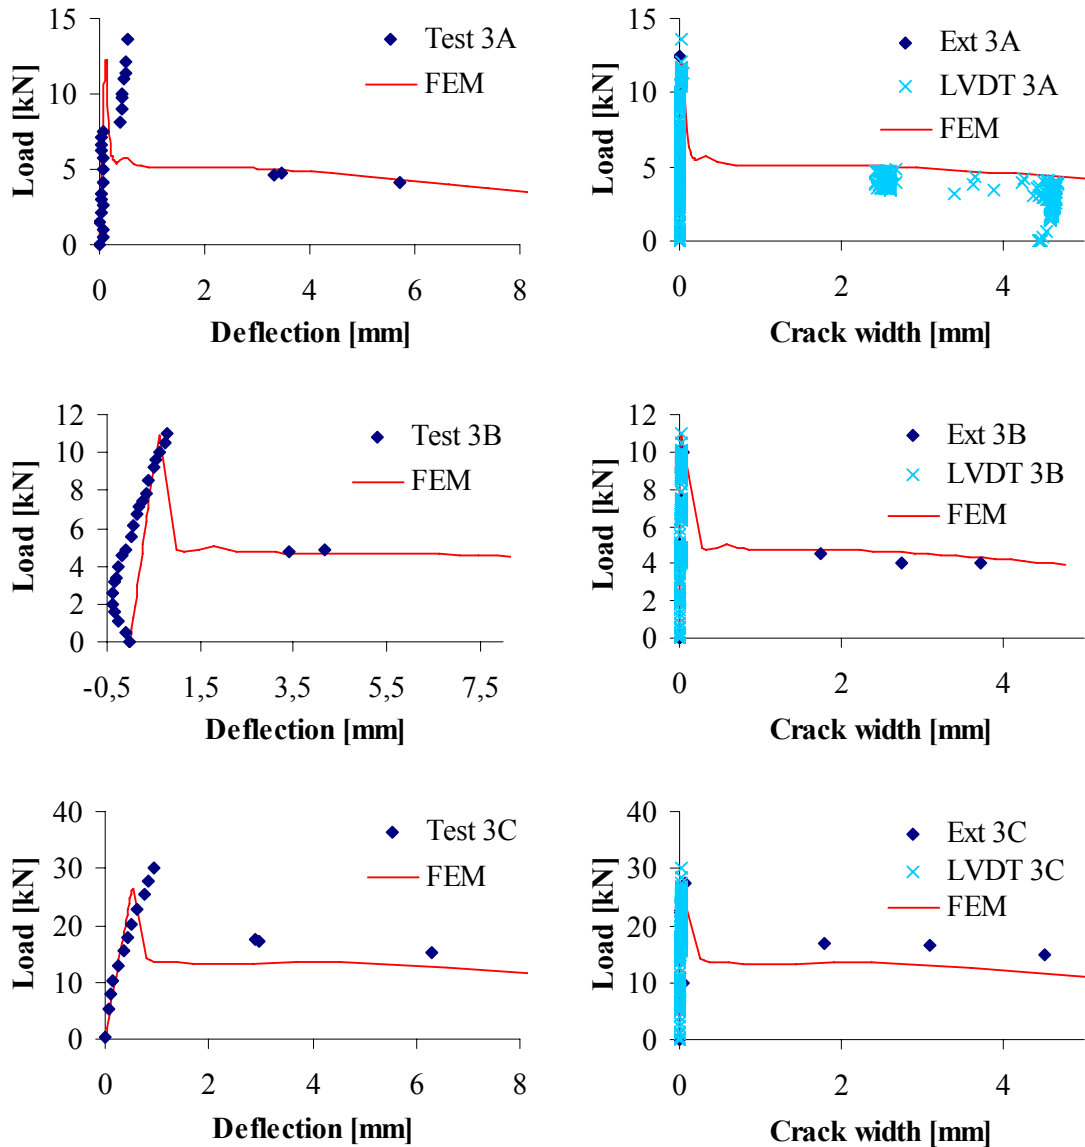 15
10
5
0
Load [kN]
Test 3A
FEM
0 2 4 6 8
Deflection [mm]
15
10
5
0
Load [kN]
Ext 3A
LVDT 3A
FEM
0 2 4
Crack width [mm]
12
10
8
6
4
2
0
Load [kN]
Test 3B
FEM
-0,5 1,5 3,5 5,5 7,5
Deflection [mm]
12
10
8
6
4
2
0
Load [kN]
Ext 3B
LVDT 3B
FEM
0 2 4
Crack width [mm]
40
30
20
10
0
Load [kN]
Test 3C
FEM
0 2 4 6 8
Deflection [mm]
40
30
20
10
0
Load [kN]
Ext 3C
LVDT 3C
FEM
0 2 4
Crack width [mm]